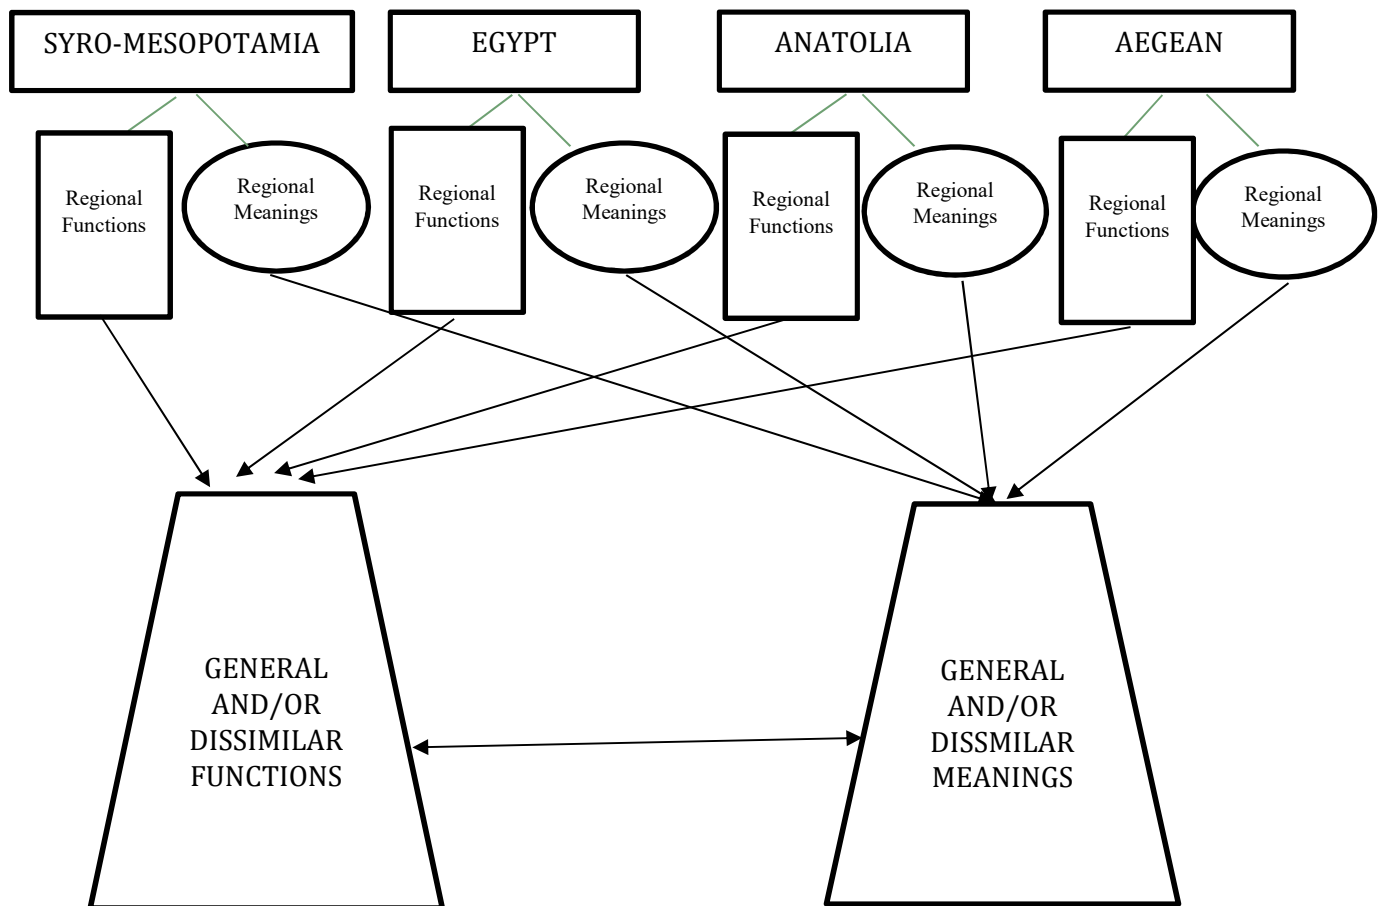 SYRO-MESOPOTAMIA
EGYPT
ANATOLIA
AEGEAN
Regional
Functions
Regional
Meanings
Regional
Functions
Regional
Meanings
Regional
Functions
Regional
Meanings
Regional
Functions
Regional
Meanings
GENERAL
AND/OR
DISSIMILAR
FUNCTIONS
GENERAL
AND/OR
DISSMILAR
MEANINGS